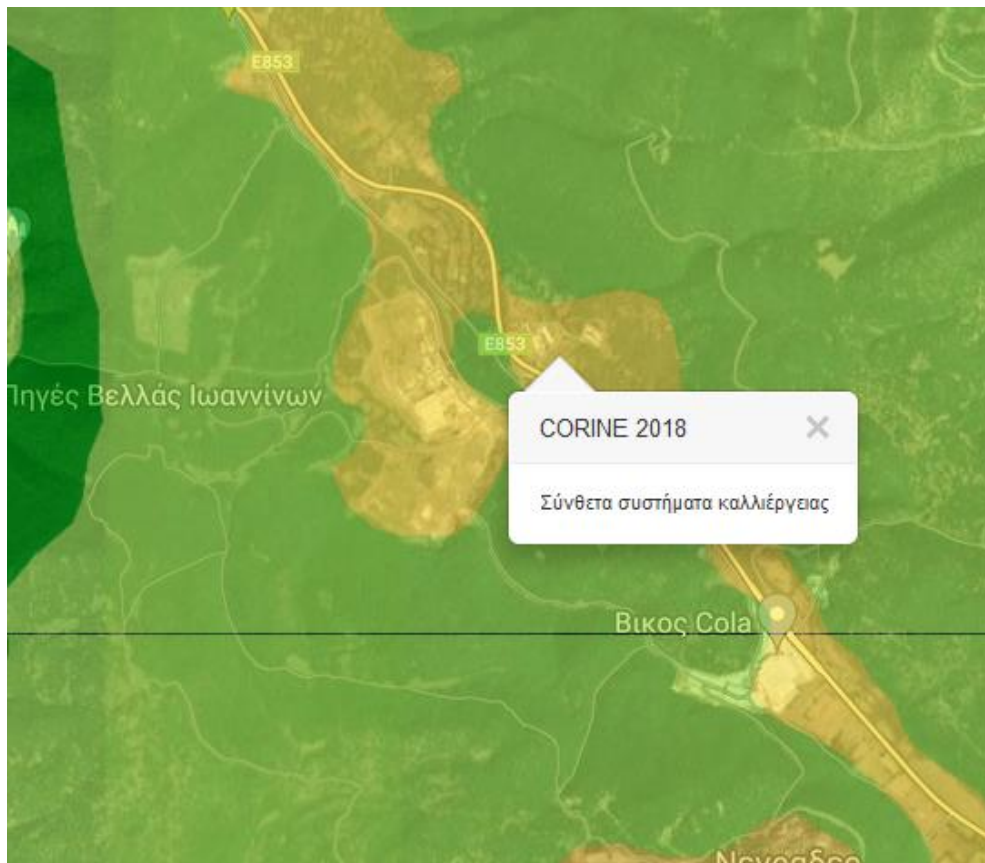 E853
E853
Πηγές Βελλάς Ιωαννίνων
CORINE 2018
Σύνθετα συστήματα καλλιέργειας
Βικος Cola